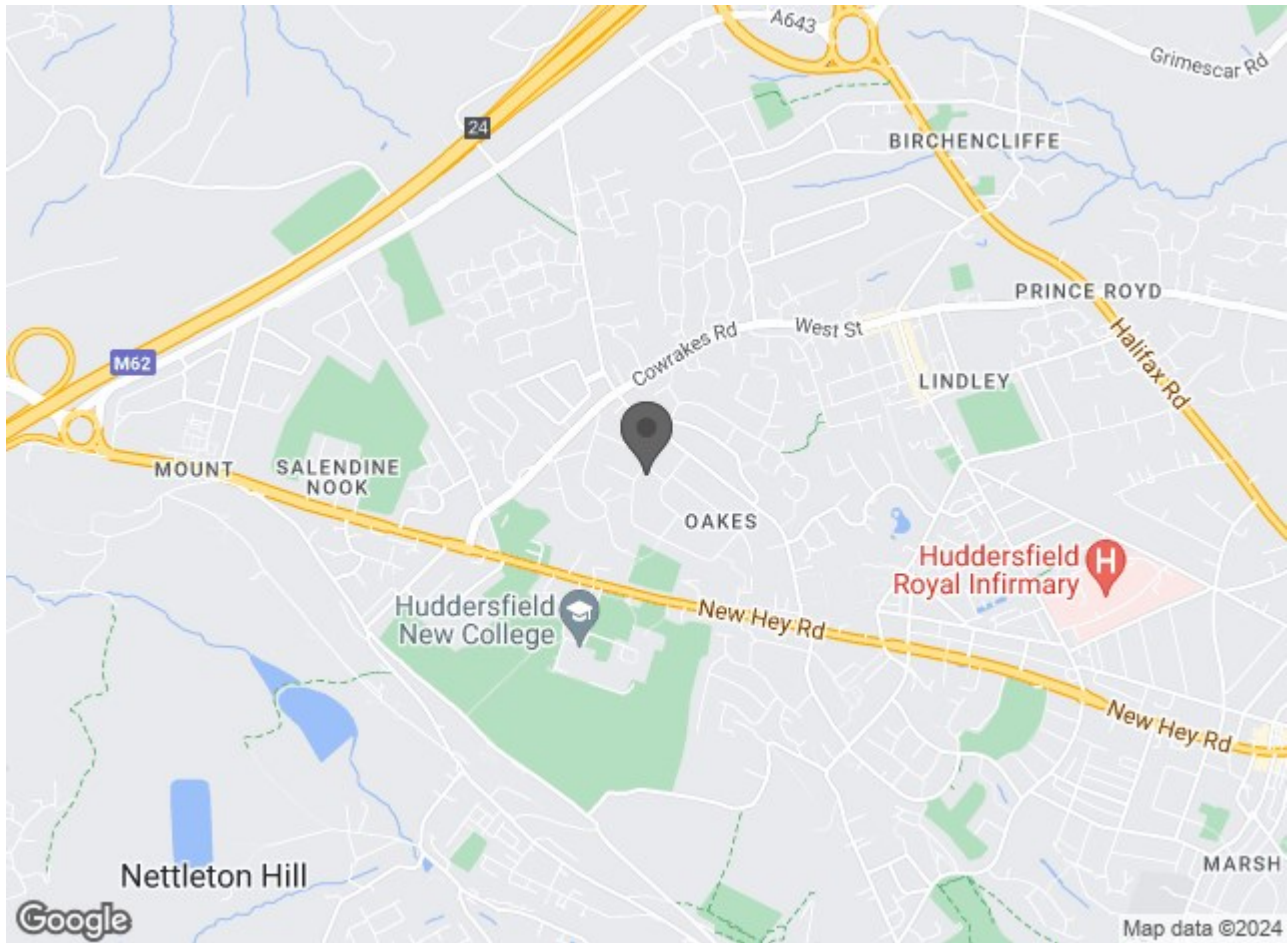 A643
Grimescar Rd
24
BIRCHENCLIFFE
PRINCE ROYD
West St
Cowrakes Rd
Halifax Rd
M62
LINDLEY
MOUNT
SALENDINE
NOOK
OAKES
Huddersfield
Royal Infirmary
H
Huddersfield
New College
New Hey Rd
New Hey Rd
MARSH
Nettleton Hill
Google
Map data ©2024